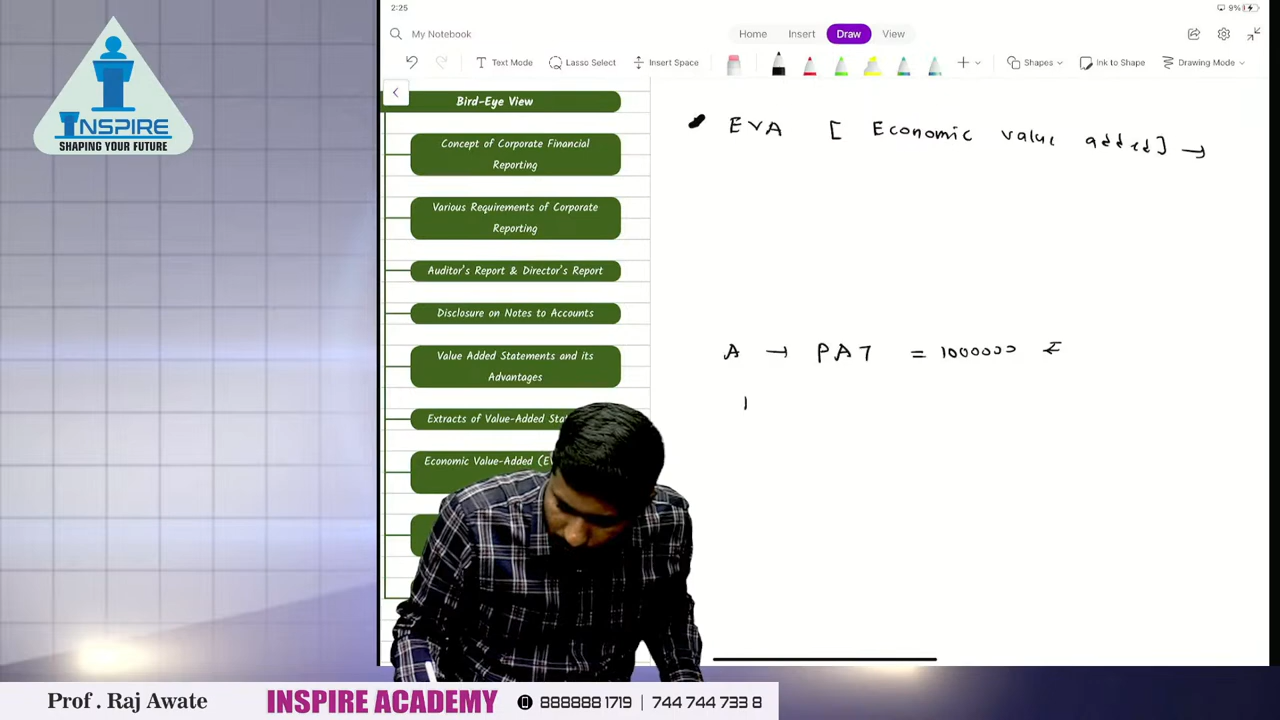 2:25
9%
My Notebook
Home Insert Draw View
Text Mode Lasso Select Insert Space Shapes Ink to Shape Drawing Mode
INSPIRE
SHAPING YOUR FUTURE
Bird-Eye View
Concept of Corporate Financial
Reporting
Various Requirements of Corporate
Reporting
Auditor's Report & Director's Report
Disclosure on Notes to Accounts
Value Added Statements and its
Advantages
Extracts of Value-Added
Economic Value-Added
EVA [ Economic value added] →
A → PAT = 1000000 ₹
Prof . Raj Awate INSPIRE ACADEMY 888888 1719 | 744 744 733 8